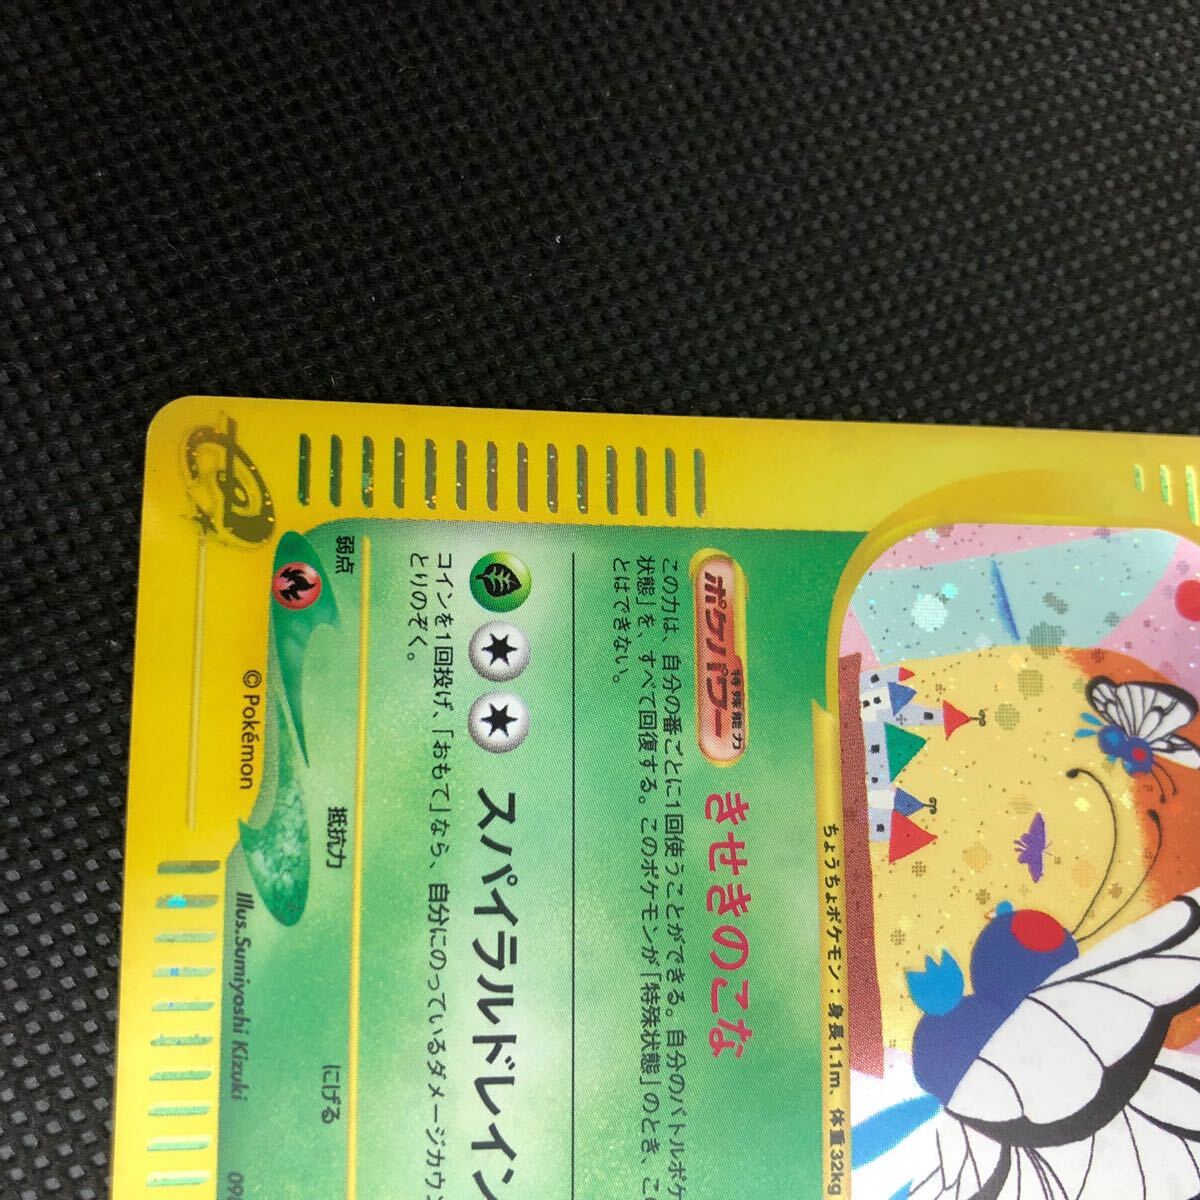 ちょうちょポケモン：身長1.1m、体重32kg
ポケパワー
特殊能力
きせきのこな
この力は、自分の番ごとに1回使うことができる。自分のバトルポケ
状態」を、すべて回復する。このポケモンが「特殊状態」のとき、こ
とはできない。
スパイラルドレイン
コインを1回投げ、「おもて」なら、自分にのっているダメージカウン
とりのぞく。
弱点
抵抗力
にげる
©Pokémon
Illus.Sumiyoshi Kizuki